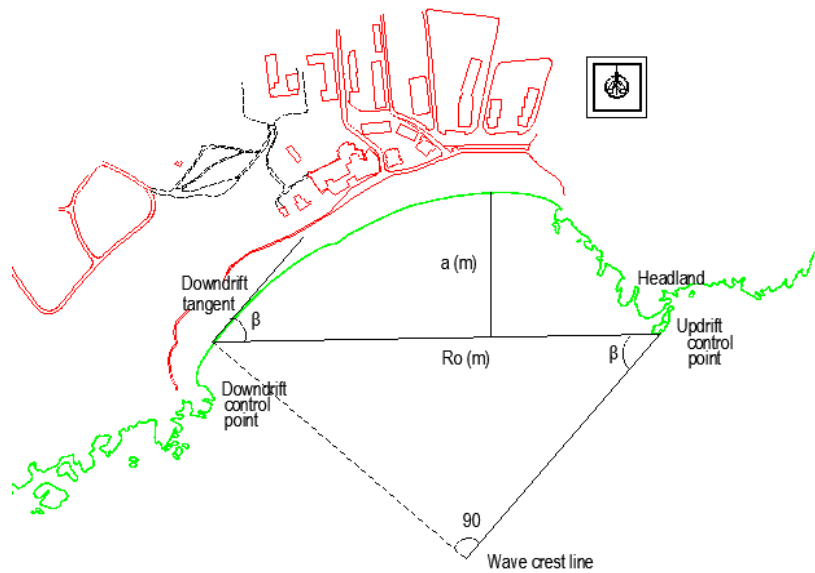 a (m)
Headland
Downdrift
tangent
β
Updrift
control
point
Ro (m)
β
Downdrift
control
point
90
Wave crest line